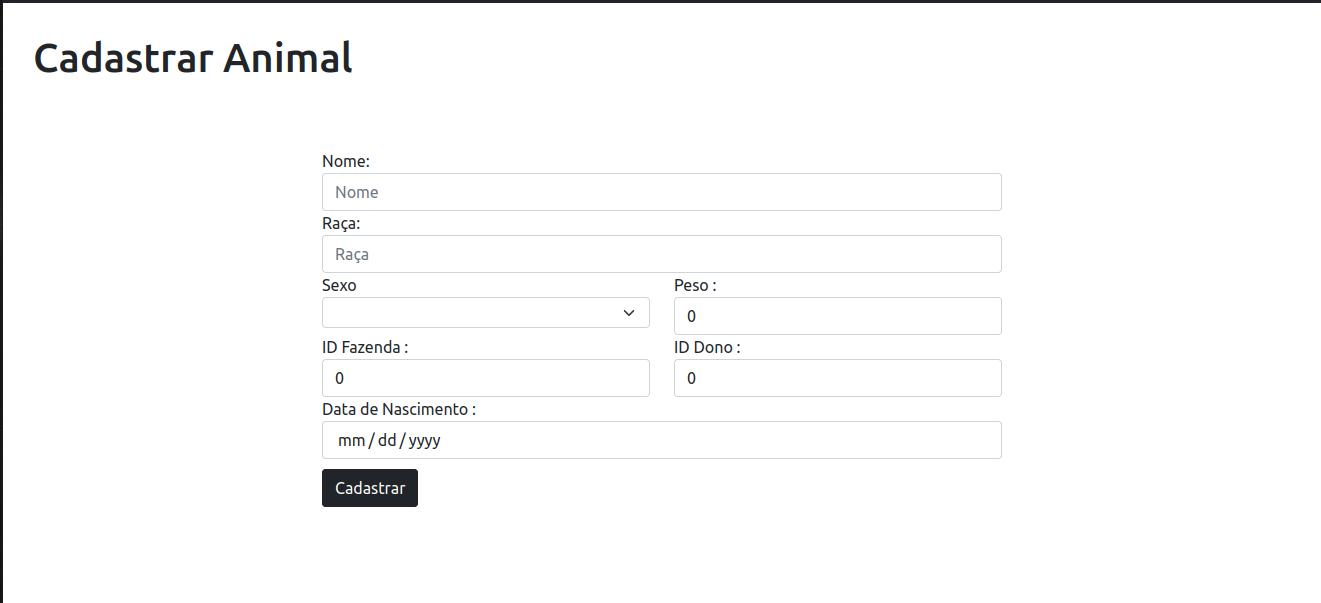 Cadastrar Animal
Nome:
Nome
Raça:
Raça
Sexo
Peso :
0
ID Fazenda :
ID Dono :
0
0
Data de Nascimento :
mm / dd / yyyy
Cadastrar